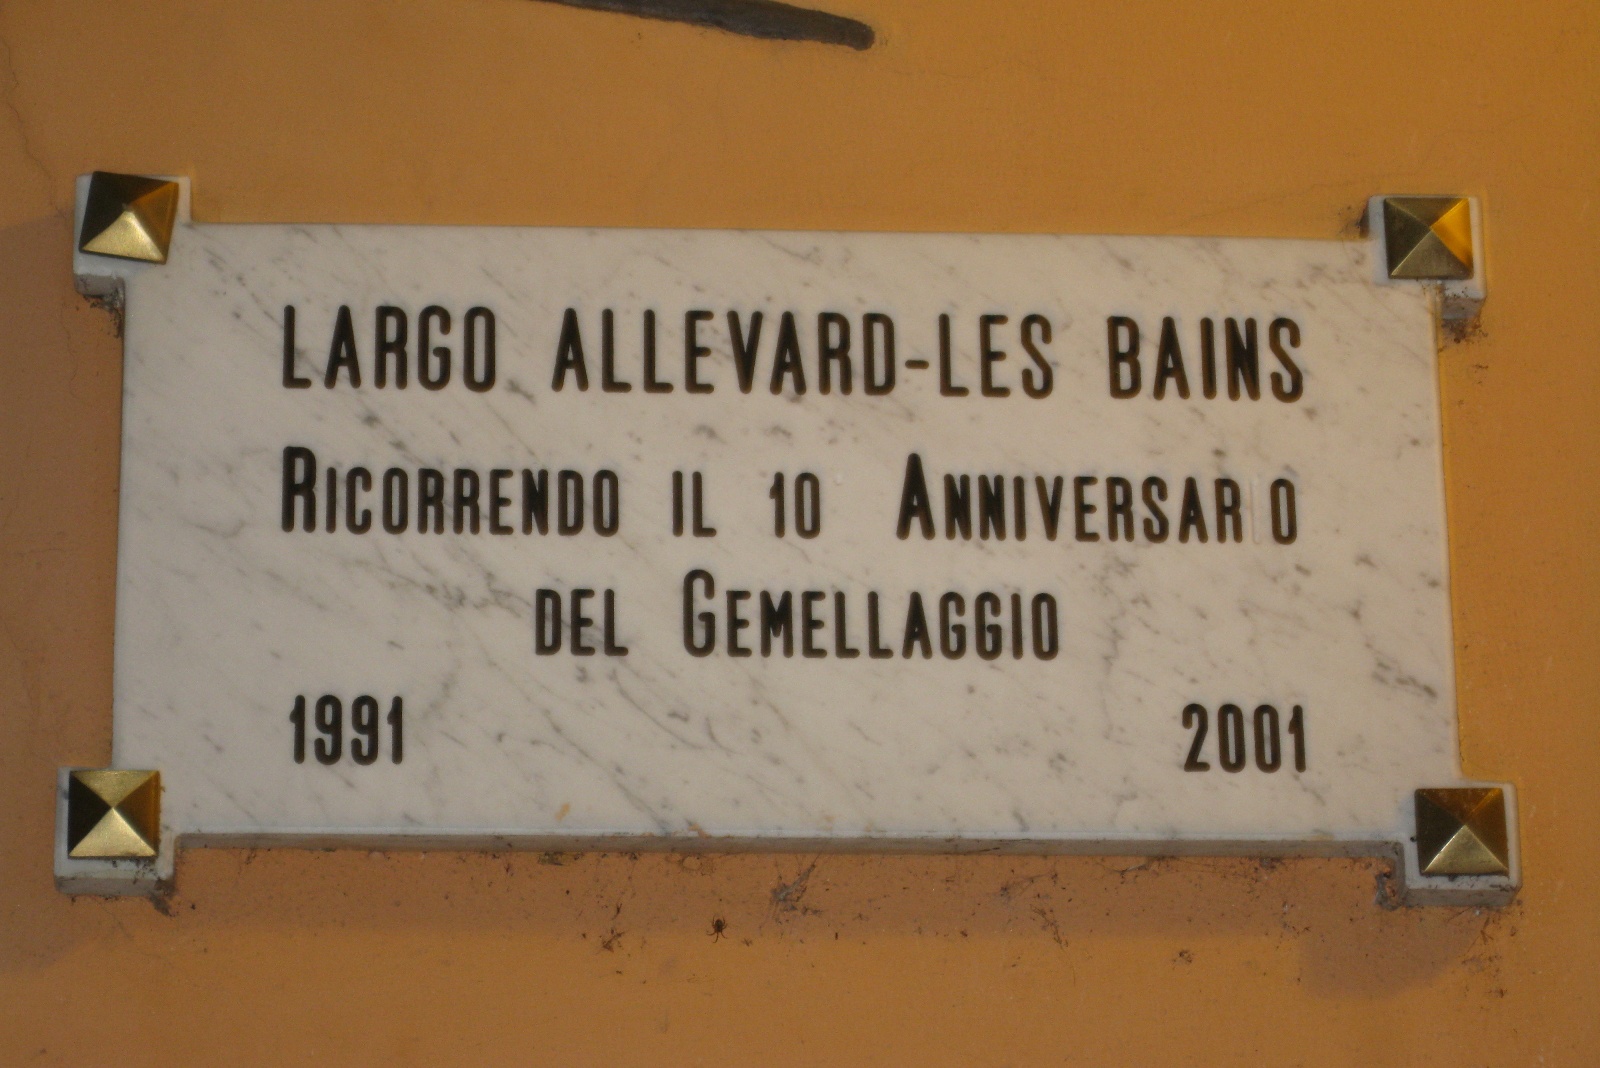 LARGO ALLEVARD-LES BAINS
RICORRENDO IL 10 ANNIVERSARIO
DEL GEMELLAGGIO
1991 2001